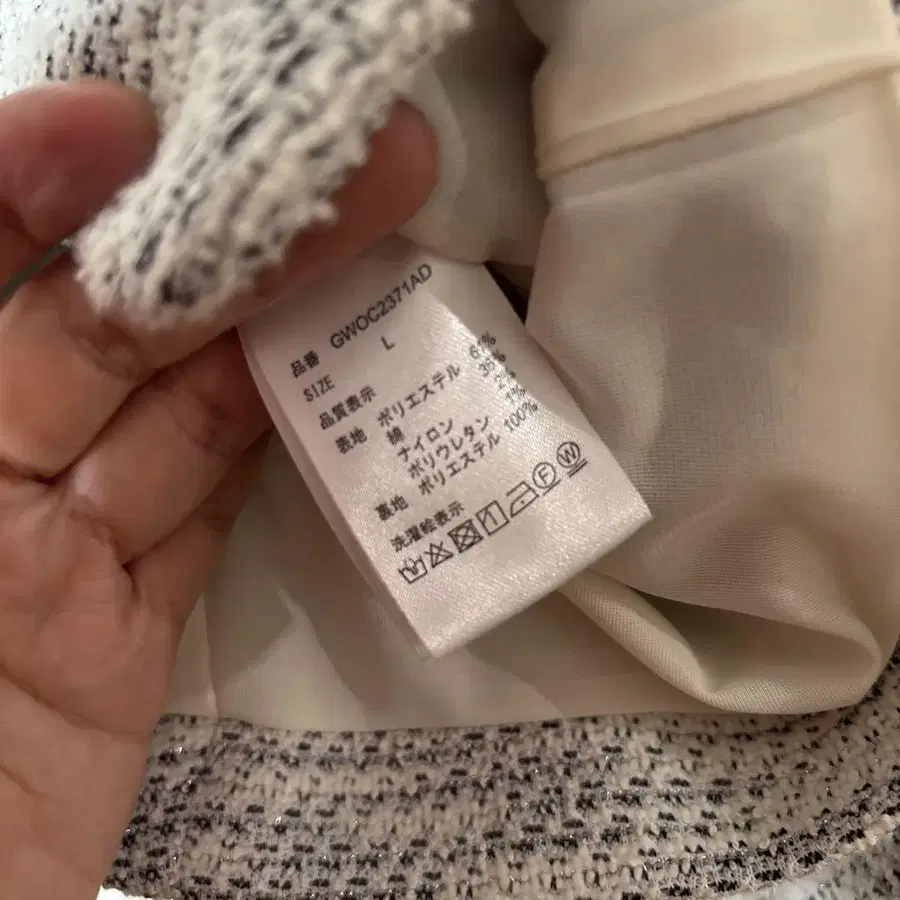 品番 GWOC2371AD
SIZE L
品質表示
表地 ポリエステル
綿
ナイロン 2%
ポリウレタン 1%
裏地 ポリエステル 100%
洗濯絵表示
F W